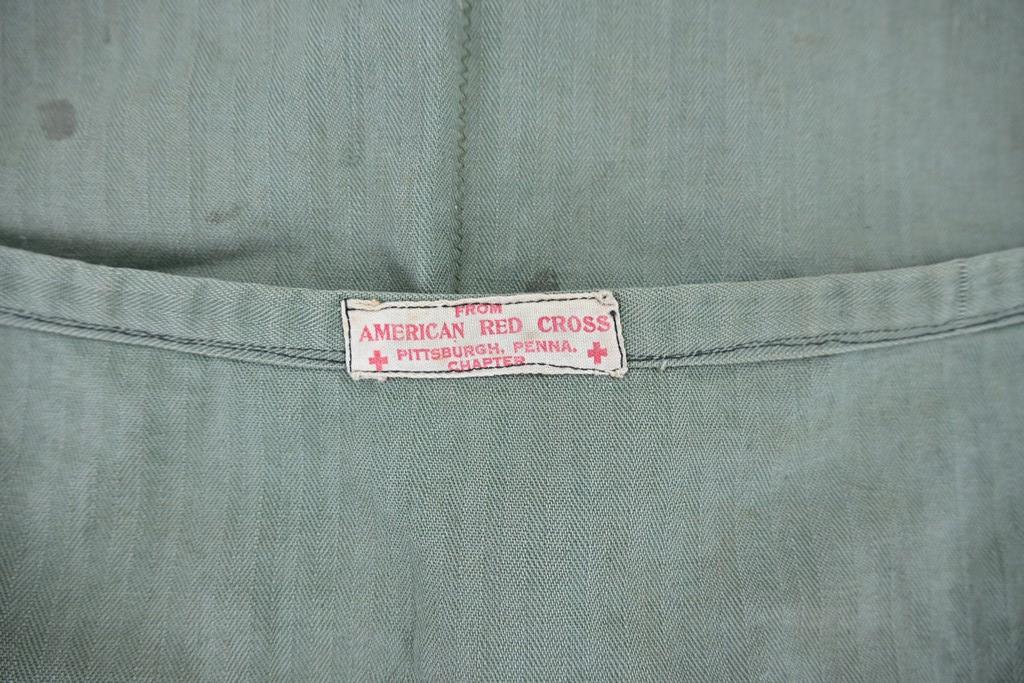 FROM
AMERICAN RED CROSS
PITTSBURGH, PENNA.
CHAPTER